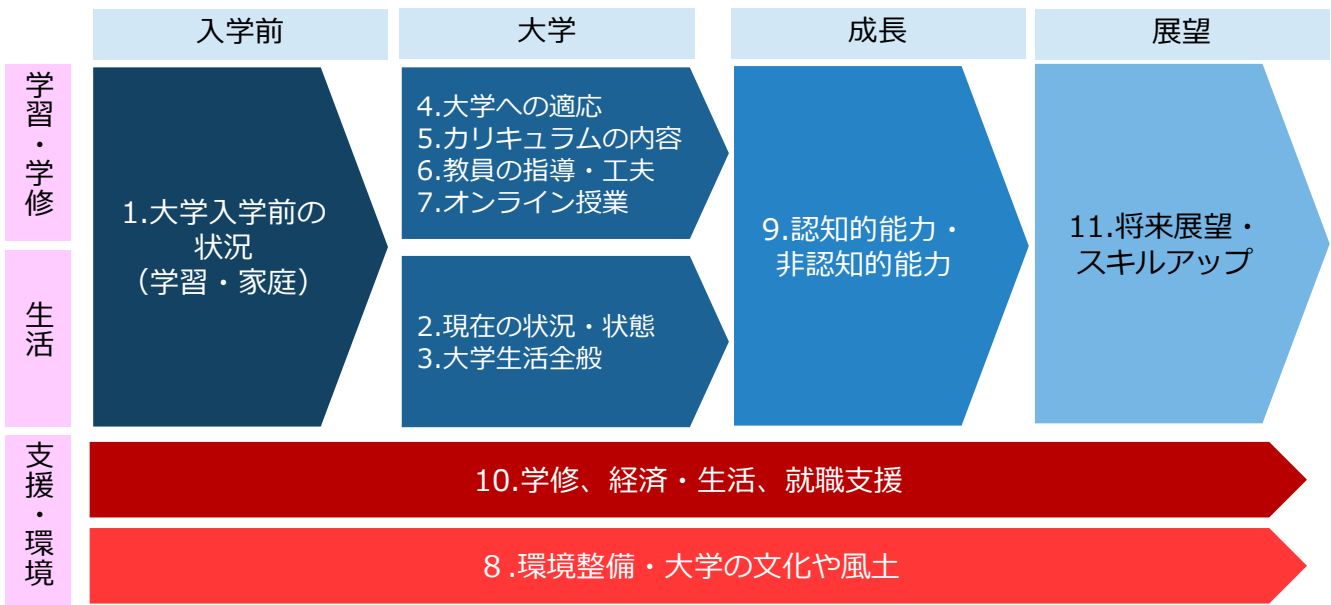 入学前
大学
成長
展望
学習・学修
1.大学入学前の
状況
（学習・家庭）
4.大学への適応
5.カリキュラムの内容
6.教員の指導・工夫
7.オンライン授業
9.認知的能力・
非認知的能力
11.将来展望・
スキルアップ
生活
2.現在の状況・状態
3.大学生活全般
支援・環境
10.学修、経済・生活、就職支援
８.環境整備・大学の文化や風土